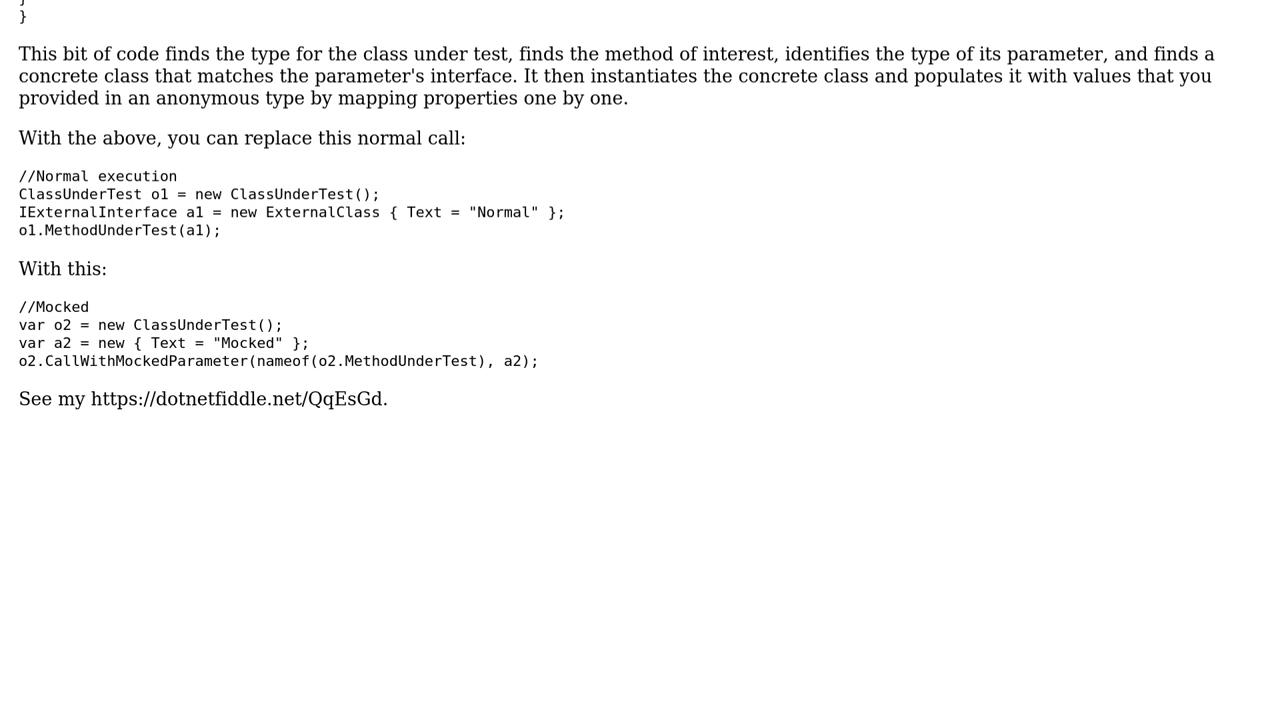 }
}
This bit of code finds the type for the class under test, finds the method of interest, identifies the type of its parameter, and finds a
concrete class that matches the parameter's interface. It then instantiates the concrete class and populates it with values that you
provided in an anonymous type by mapping properties one by one.
With the above, you can replace this normal call:
//Normal execution
ClassUnderTest o1 = new ClassUnderTest();
IExternalInterface a1 = new ExternalClass { Text = "Normal" };
o1.MethodUnderTest(a1);
With this:
//Mocked
var o2 = new ClassUnderTest();
var a2 = new { Text = "Mocked" };
o2.CallWithMockedParameter(nameof(o2.MethodUnderTest), a2);
See my https://dotnetfiddle.net/QqEsGd.